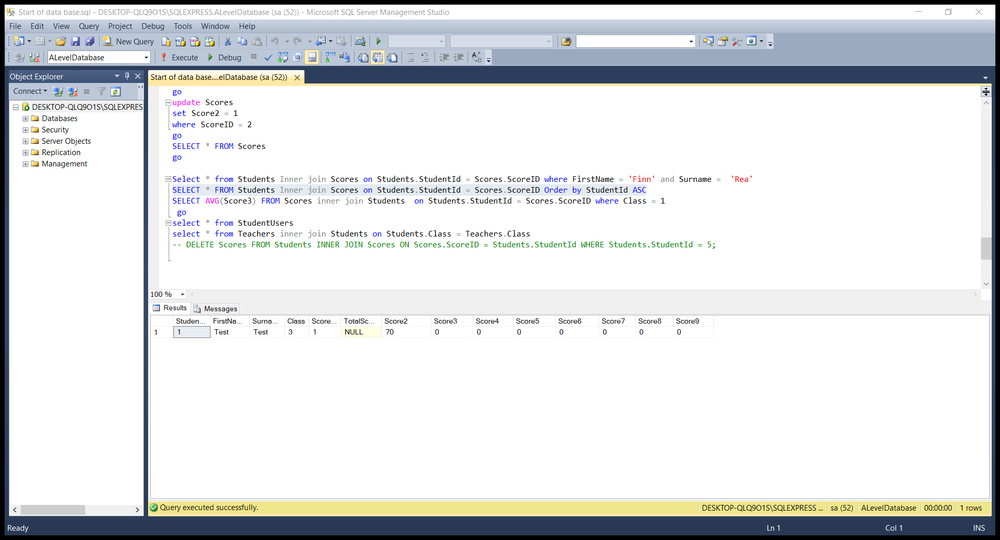 Start of data base.sql - DESKTOP-QLQ9O1S\SQLEXPRESS.ALevelDatabase (sa (52)) - Microsoft SQL Server Management Studio
File Edit View Query Project Debug Tools Window Help
New Query
ALevelDatabase Execute Debug
Object Explorer
Connect
DESKTOP-QLQ9O1S\SQLEXPRES
Databases
Security
Server Objects
Replication
Management
Start of data base....elDatabase (sa (52))
go
update Scores
set Score2 = 1
where ScoreID = 2
go
SELECT * FROM Scores
go
Select * from Students Inner join Scores on Students.StudentId = Scores.ScoreID where FirstName = 'Finn' and Surname =  'Rea'
SELECT * FROM Students Inner join Scores on Students.StudentId = Scores.ScoreID Order by StudentId ASC
SELECT AVG(Score3) FROM Scores inner join Students  on Students.StudentId = Scores.ScoreID where Class = 1
go
select * from StudentUsers
select * from Teachers inner join Students on Students.Class = Teachers.Class
-- DELETE Scores FROM Students INNER JOIN Scores ON Scores.ScoreID = Students.StudentId WHERE Students.StudentId = 5;
100 %
Results Messages
Studen... FirstNa... Surna... Class Score... TotalSc... Score2 Score3 Score4 Score5 Score6 Score7 Score8 Score9
1 1 Test Test 3 1 NULL 70 0 0 0 0 0 0 0
Query executed successfully. DESKTOP-QLQ9O1S\SQLEXPRESS ... sa (52) ALevelDatabase 00:00:00 1 rows
Ready Ln 1 Col 1 INS